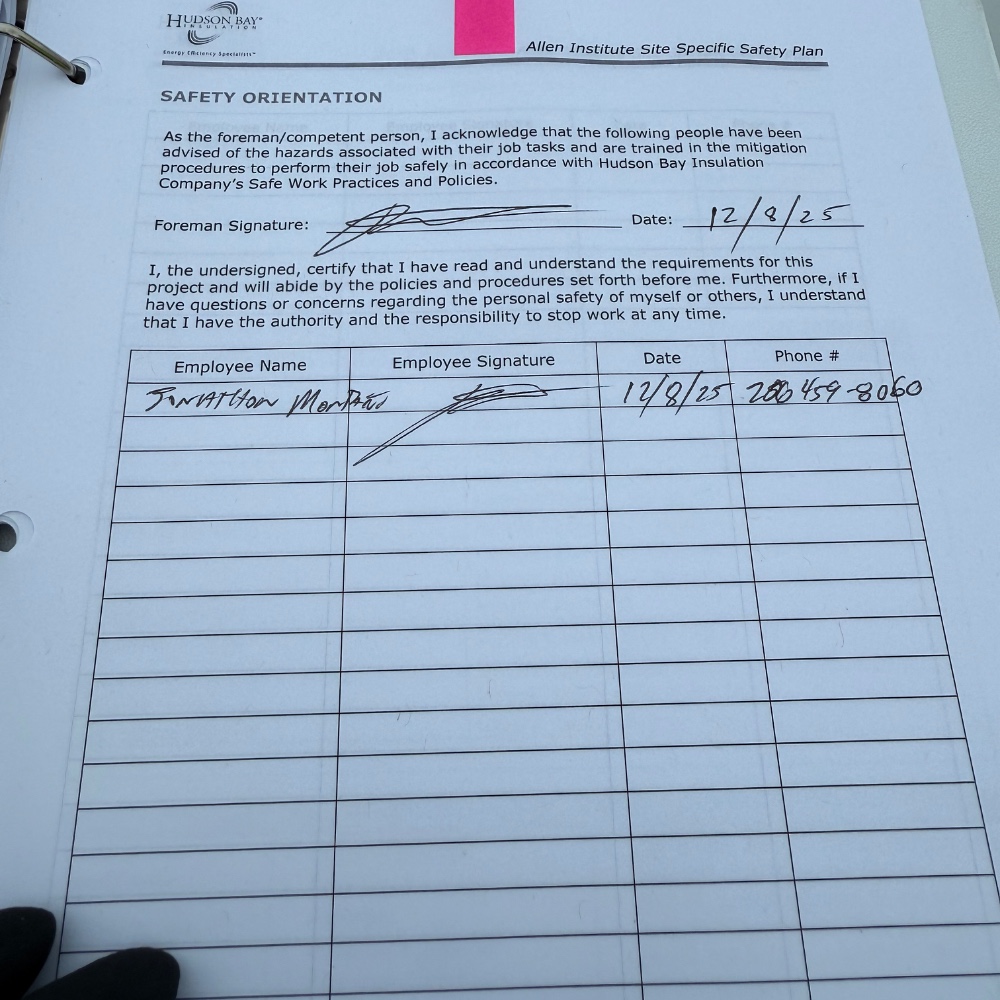 HUDSON BAY®
INSULATION
Energy Efficiency Specialists™
Allen Institute Site Specific Safety Plan
SAFETY ORIENTATION
As the foreman/competent person, I acknowledge that the following people have been
advised of the hazards associated with their job tasks and are trained in the mitigation
procedures to perform their job safely in accordance with Hudson Bay Insulation
Company's Safe Work Practices and Policies.
Foreman Signature: Date: 12/8/25
I, the undersigned, certify that I have read and understand the requirements for this
project and will abide by the policies and procedures set forth before me. Furthermore, if I
have questions or concerns regarding the personal safety of myself or others, I understand
that I have the authority and the responsibility to stop work at any time.
Employee Name Employee Signature Date Phone #
12/8/25 459-8060